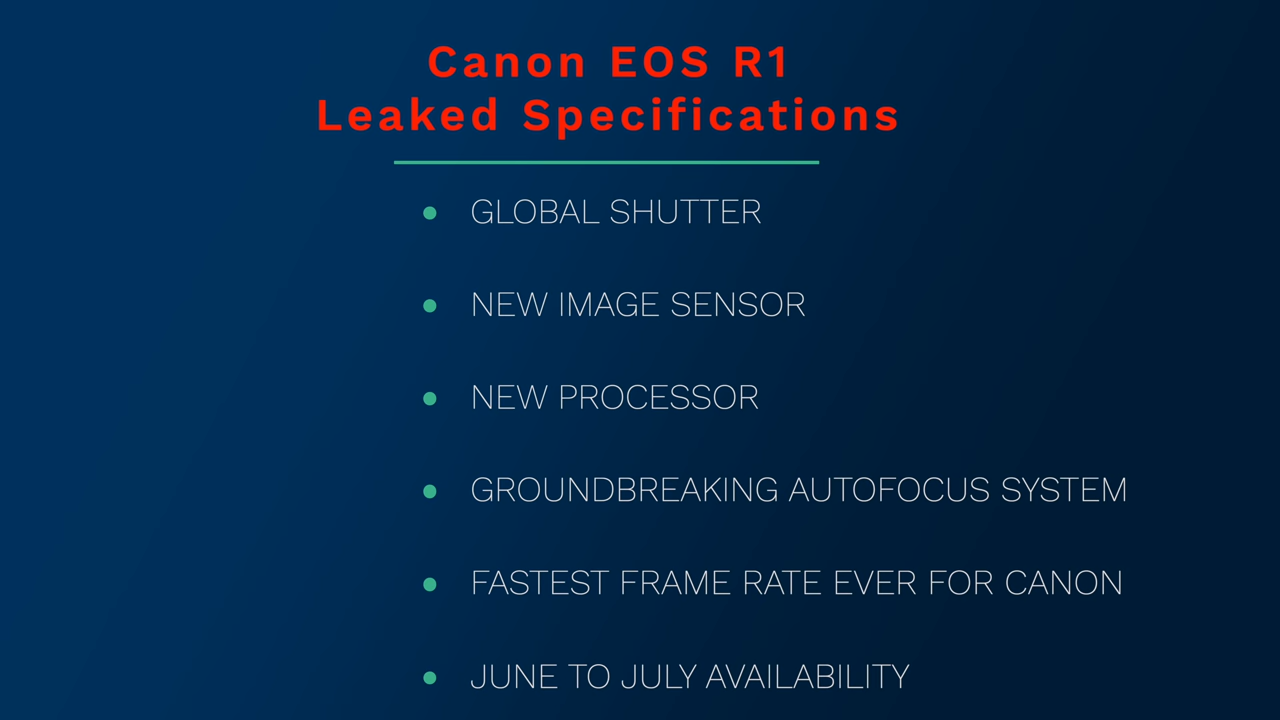 Canon EOS R1
Leaked Specifications
GLOBAL SHUTTER
NEW IMAGE SENSOR
NEW PROCESSOR
GROUNDBREAKING AUTOFOCUS SYSTEM
FASTEST FRAME RATE EVER FOR CANON
JUNE TO JULY AVAILABILITY